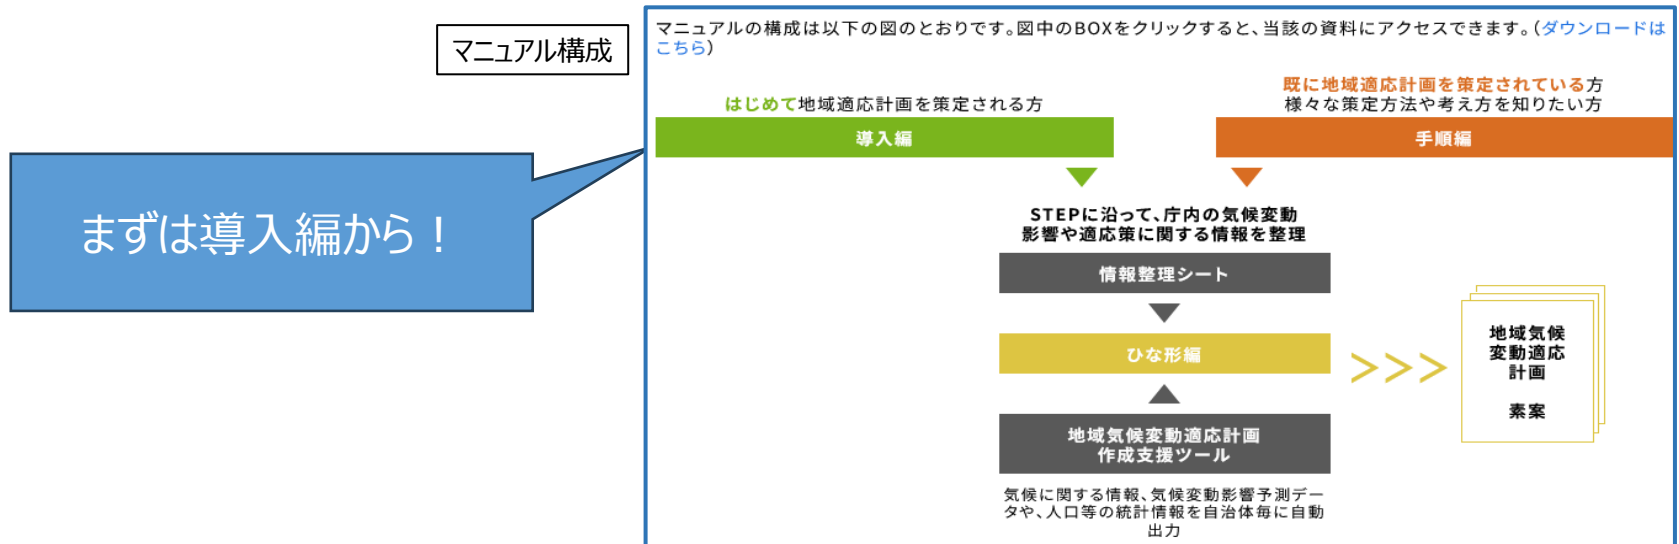 マニュアル構成
まずは導入編から！
マニュアルの構成は以下の図のとおりです。図中のBOXをクリックすると、当該の資料にアクセスできます。（ダウンロードは
こちら）
はじめて地域適応計画を策定される方
導入編
既に地域適応計画を策定されている方
様々な策定方法や考え方を知りたい方
手順編
STEPに沿って、庁内の気候変動
影響や適応策に関する情報を整理
情報整理シート
ひな形編
地域気候変動適応計画
作成支援ツール
気候に関する情報、気候変動影響予測デー
タや、人口等の統計情報を自治体毎に自動
出力
地域気候
変動適応
計画
素案